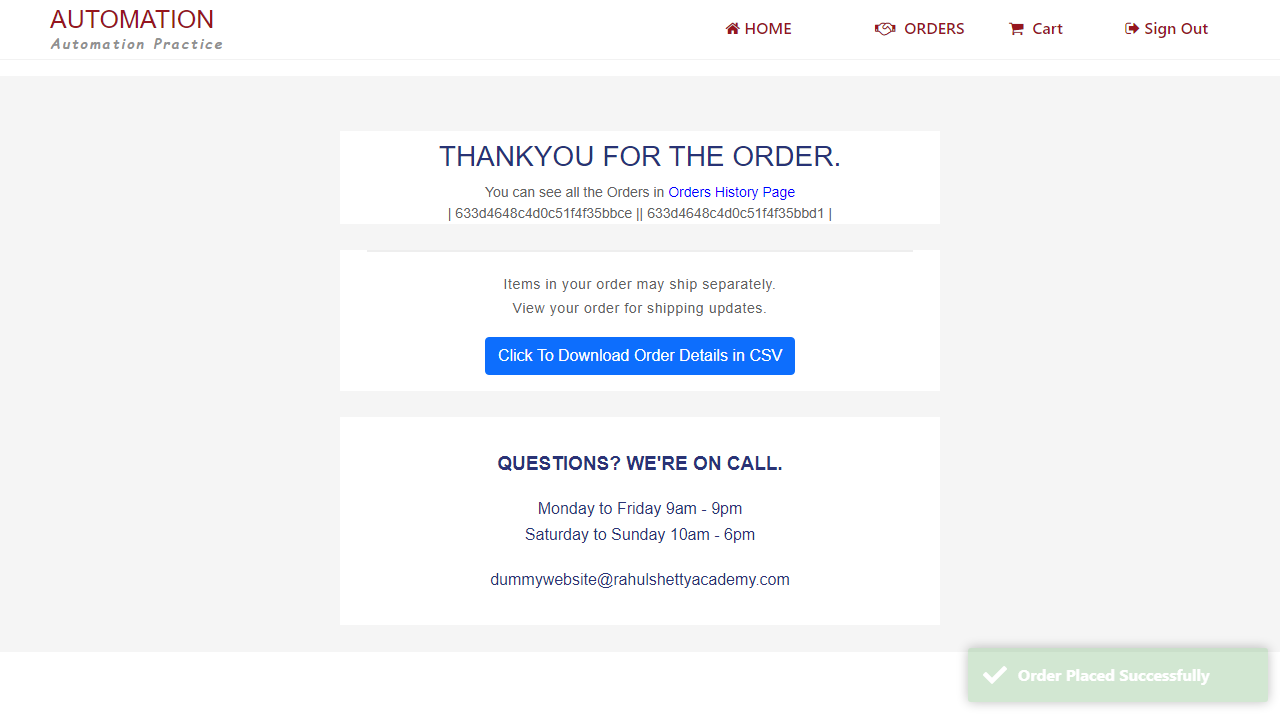 AUTOMATION
Automation Practice
HOME
ORDERS
Cart
Sign Out
THANKYOU FOR THE ORDER.
You can see all the Orders in Orders History Page
| 633d4648c4d0c51f4f35bbce || 633d4648c4d0c51f4f35bbd1 |
Items in your order may ship separately.
View your order for shipping updates.
Click To Download Order Details in CSV
QUESTIONS? WE'RE ON CALL.
Monday to Friday 9am - 9pm
Saturday to Sunday 10am - 6pm
dummywebsite@rahulshettyacademy.com
Order Placed Successfully